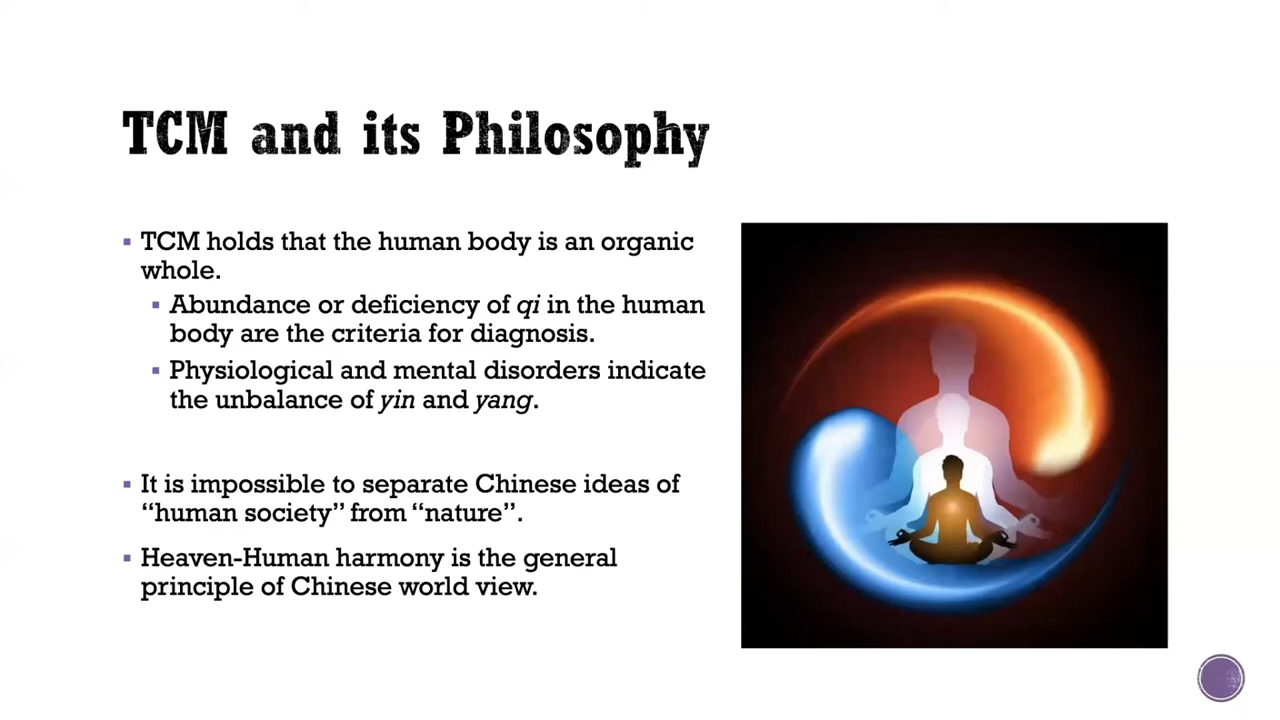 TCM and its Philosophy
▪ TCM holds that the human body is an organic
whole.
▪ Abundance or deficiency of qi in the human
body are the criteria for diagnosis.
▪ Physiological and mental disorders indicate
the unbalance of yin and yang.
▪ It is impossible to separate Chinese ideas of
“human society” from “nature”.
▪ Heaven-Human harmony is the general
principle of Chinese world view.